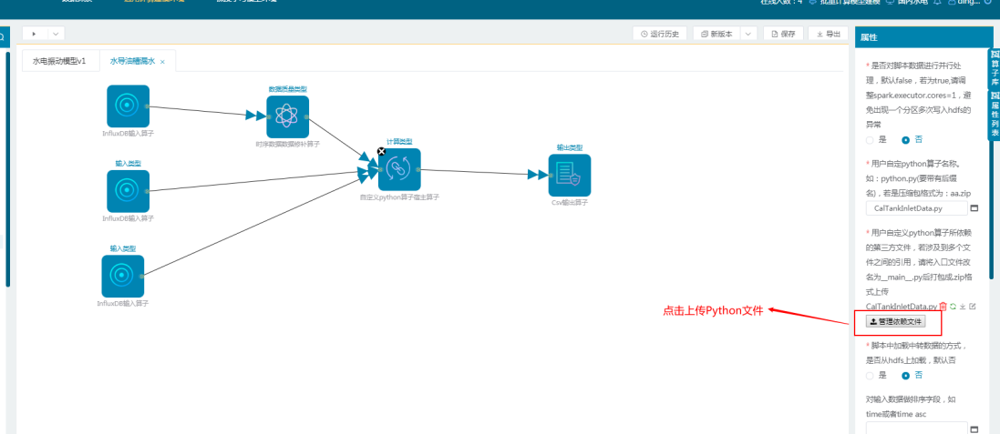 在线人数：4
批量计算模型建模
国内水电
ding...
运行历史
新版本
保存
导出
属性
水电振动模型v1
水导油槽漏水 ×
InfluxDB输入算子
数据质量类型
时序数据数据修补算子
输入类型
InfluxDB输入算子
输入类型
InfluxDB输入算子
计算类型
自定义python算子宿主算子
输出类型
Csv输出算子
点击上传Python文件
* 是否对脚本数据进行并行处
理，默认false，若为true,请调
整spark.executor.cores=1，避
免出现一个分区多次写入hdfs的
异常
是 否
* 用户自定python算子名称。
如：python.py(要带有后缀
名)，若是压缩包格式为：aa.zip
CalTankInletData.py
* 用户自定义python算子所依赖
的第三方文件，若涉及到多个文
件之间的引用，请将入口文件改
名为__main__.py后打包成.zip格
式上传
CalTankInletData.py
管理依赖文件
* 脚本中加载中转数据的方式，
是否从hdfs上加载，默认否
是 否
对输入数据做排序字段，如
time或者time asc
算子库
属性列表